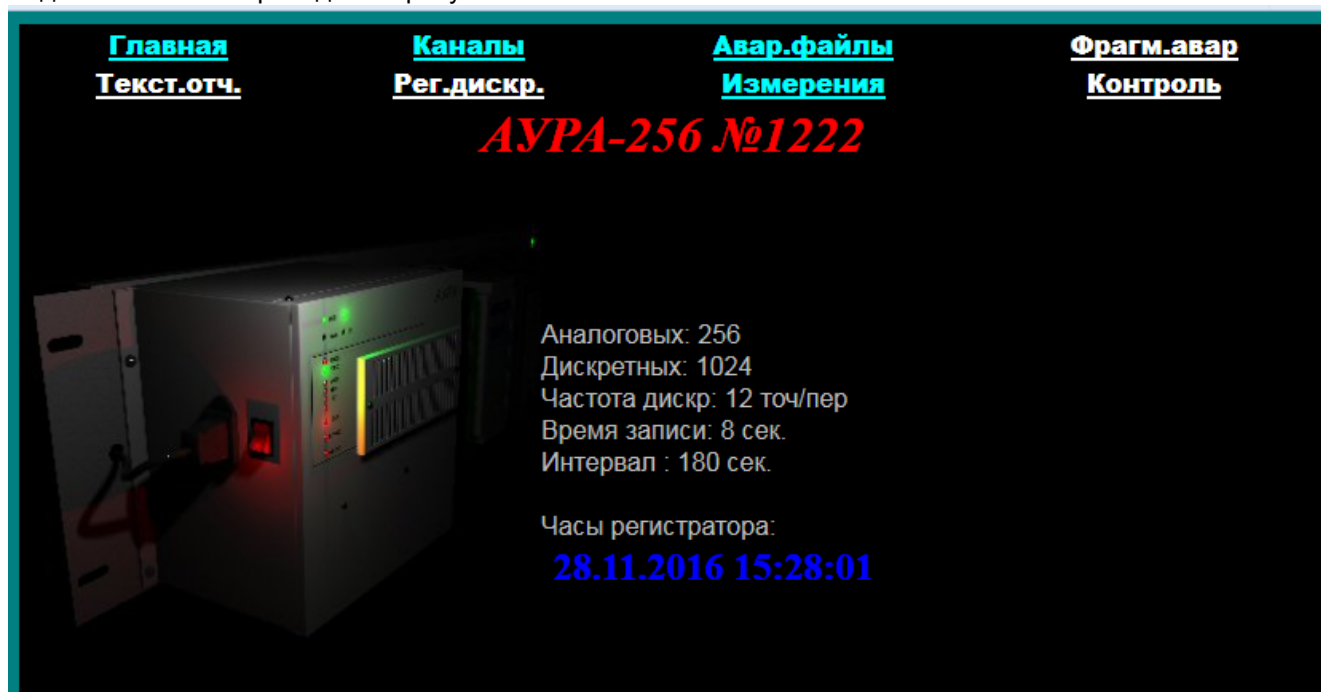 Главная Каналы Авар.файлы Фрагм.авар
Текст.отч. Рег.дискр. Измерения Контроль
АУРА-256 №1222
Аналоговых: 256
Дискретных: 1024
Частота дискр: 12 точ/пер
Время записи: 8 сек.
Интервал : 180 сек.
Часы регистратора:
28.11.2016 15:28:01